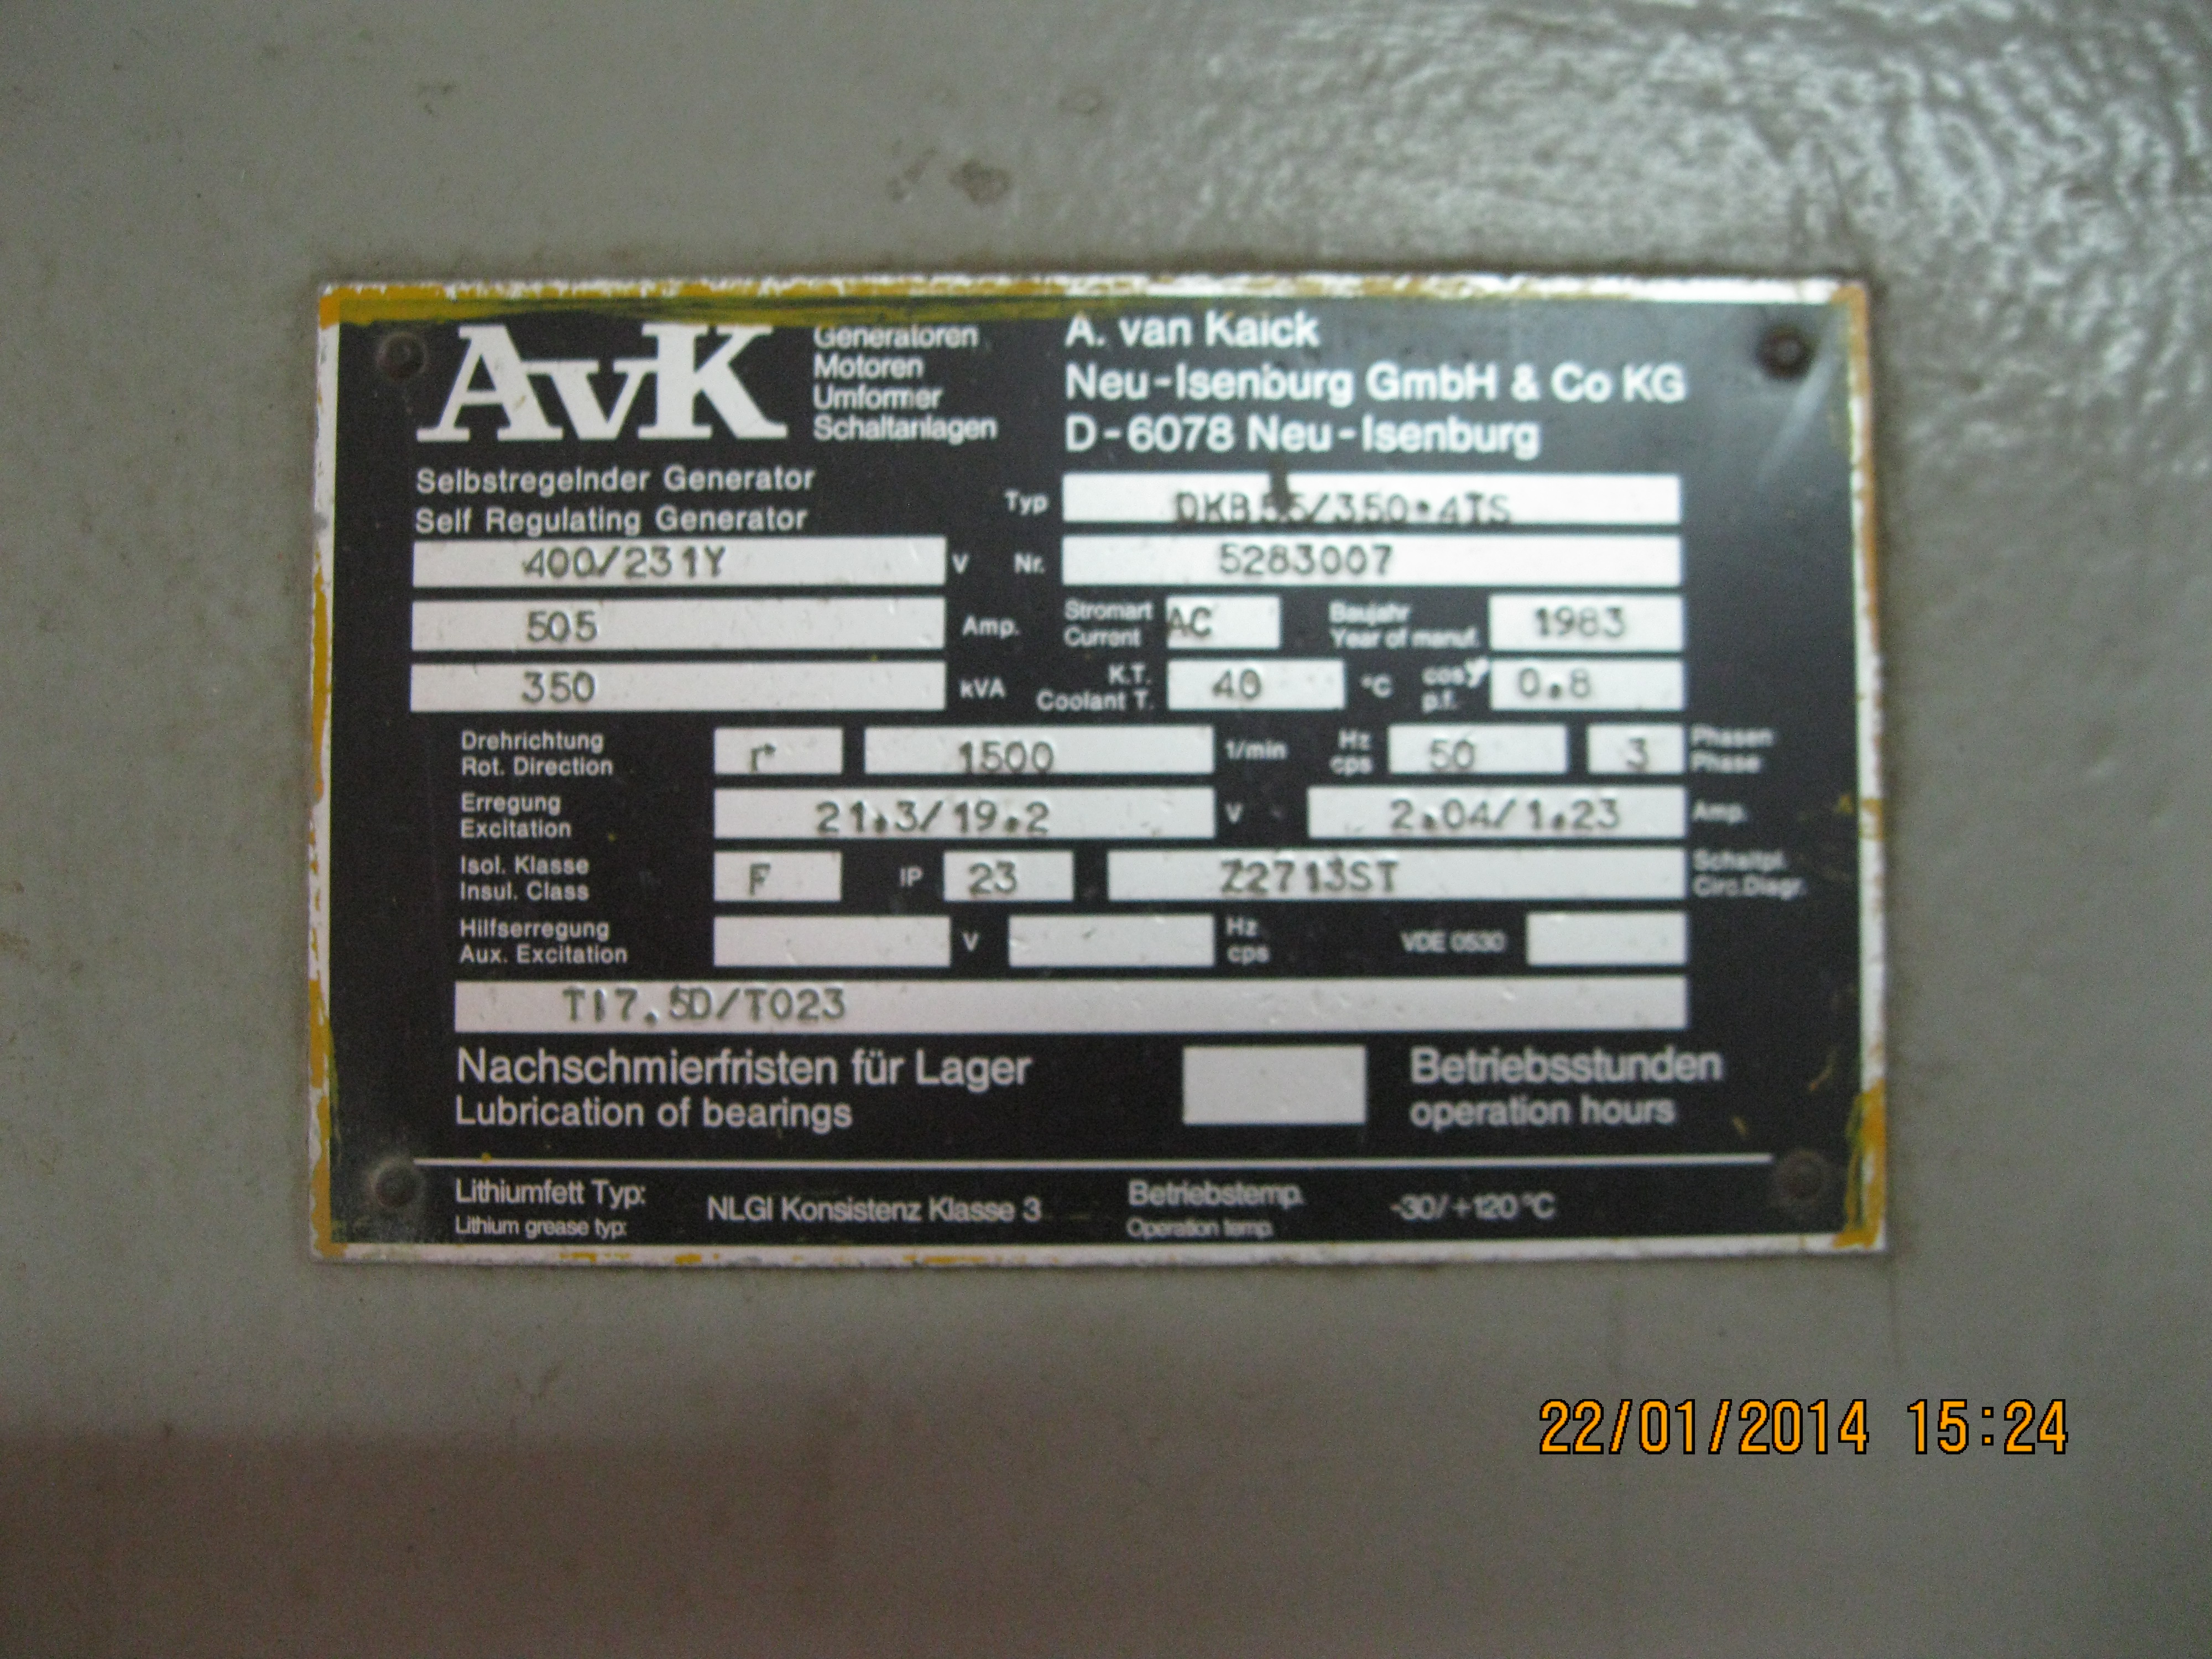 AvK
Generatoren
Motoren
Umformer
Schaltanlagen
A. van Kaick
Neu-Isenburg GmbH & Co KG
D-6078 Neu-Isenburg
Selbstregelnder Generator
Self Regulating Generator
Typ DKB55/350-4TS
400/231Y V Nr. 5283007
505 Amp. Stromart Current AC Baujahr Year of manuf. 1983
350 kVA K.T. Coolant T. 40 °C cosφ p.f. 0.8
Drehrichtung
Rot. Direction r 1500 1/min Hz cps 50 3 Phasen Phase
Erregung
Excitation 21.3/19.2 V 2.04/1.23 Amp.
Isol. Klasse
Insul. Class F IP 23 Z2713ST Schaltpl. Circ.Diagr.
Hilfserregung
Aux. Excitation V Hz cps VDE 0530
TI7.5D/TO23
Nachschmierfristen für Lager Betriebsstunden
Lubrication of bearings operation hours
Lithiumfett Typ: NLGI Konsistenz Klasse 3 Betriebstemp. -30/+120 °C
Lithium grease typ: Operation temp.
22/01/2014 15:24